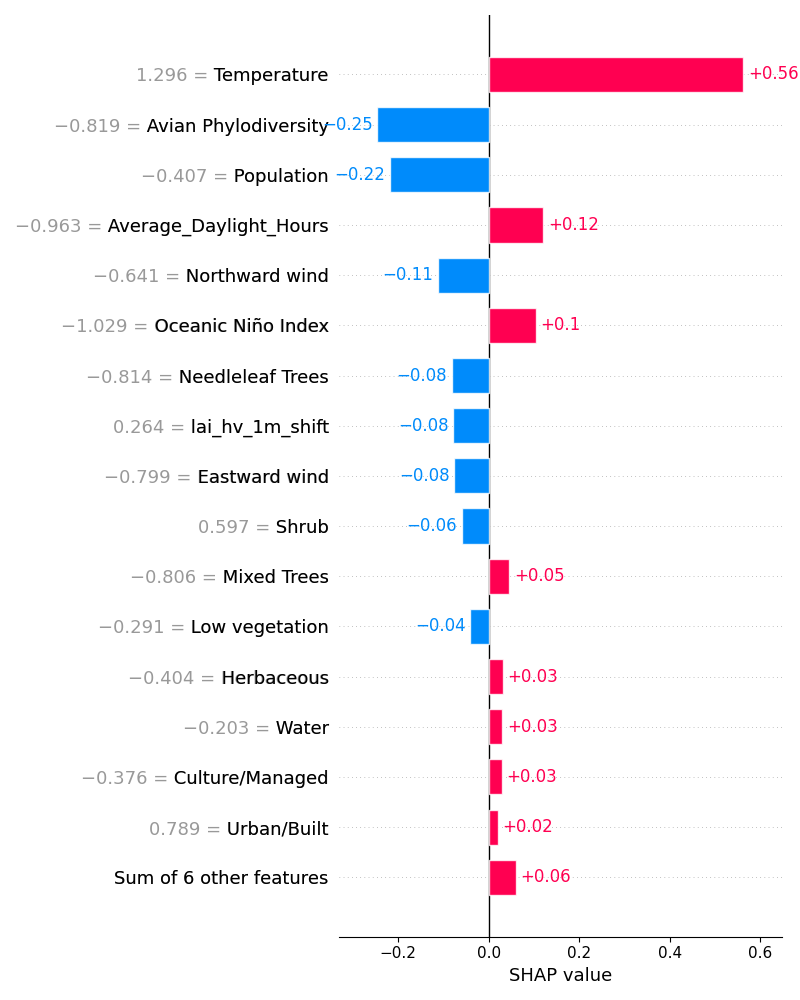 1.296 = Temperature +0.56
−0.819 = Avian Phylodiversity −0.25
−0.407 = Population −0.22
−0.963 = Average_Daylight_Hours +0.12
−0.641 = Northward wind −0.11
−1.029 = Oceanic Niño Index +0.1
−0.814 = Needleleaf Trees −0.08
0.264 = lai_hv_1m_shift −0.08
−0.799 = Eastward wind −0.08
0.597 = Shrub −0.06
−0.806 = Mixed Trees +0.05
−0.291 = Low vegetation −0.04
−0.404 = Herbaceous +0.03
−0.203 = Water +0.03
−0.376 = Culture/Managed +0.03
0.789 = Urban/Built +0.02
Sum of 6 other features +0.06
−0.2 0.0 0.2 0.4 0.6
SHAP value